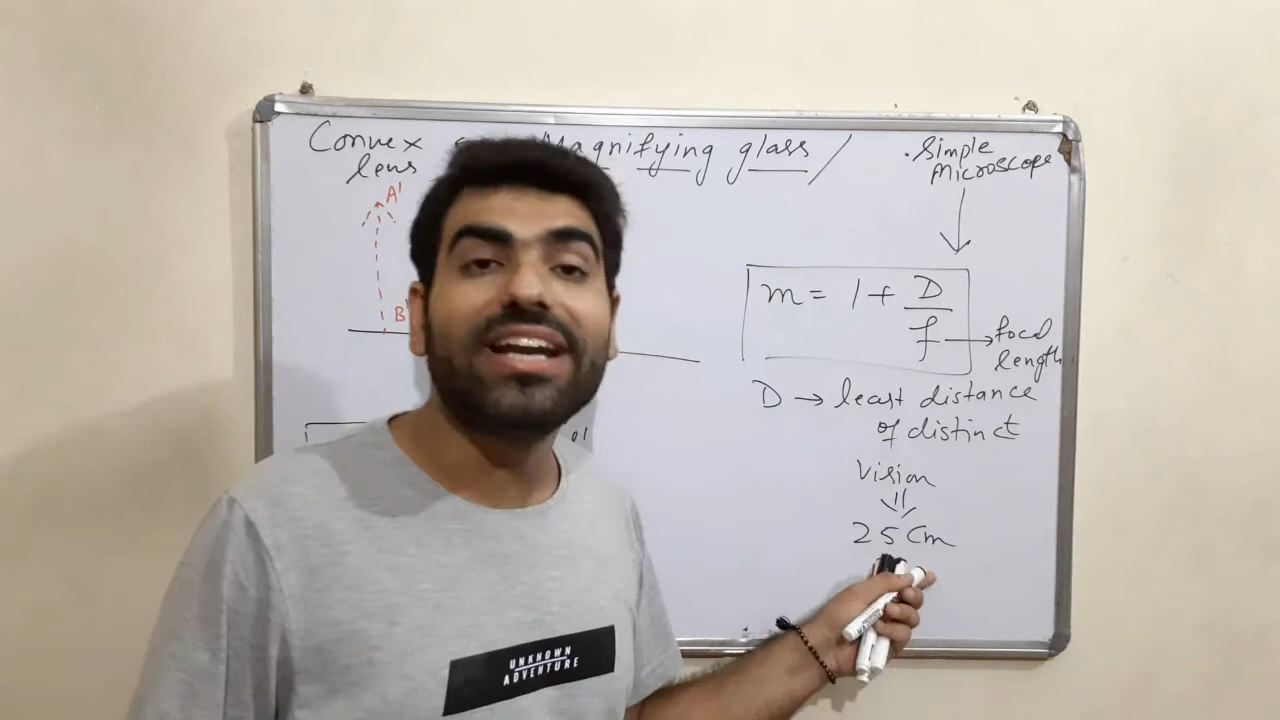 Convex
lens
Magnifying glass /
Simple
Microscope
A'
B'
m = 1 + D/f
focal
length
D → least distance
of distinct
Vision
25 Cm
UNKNOWN
ADVENTURE